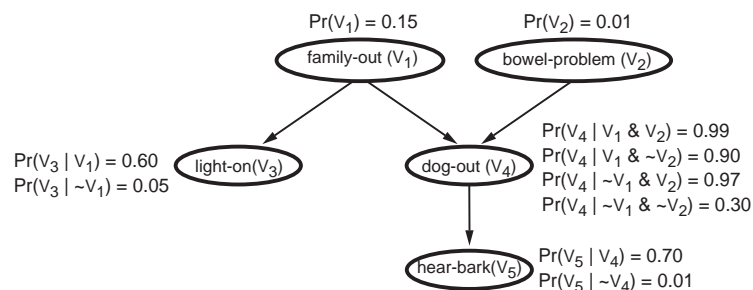 Pr(V₁) = 0.15
Pr(V₂) = 0.01
family-out (V₁)
bowel-problem (V₂)
Pr(V₃ | V₁) = 0.60
Pr(V₃ | ~V₁) = 0.05
light-on(V₃)
dog-out (V₄)
Pr(V₄ | V₁ & V₂) = 0.99
Pr(V₄ | V₁ & ~V₂) = 0.90
Pr(V₄ | ~V₁ & V₂) = 0.97
Pr(V₄ | ~V₁ & ~V₂) = 0.30
hear-bark(V₅)
Pr(V₅ | V₄) = 0.70
Pr(V₅ | ~V₄) = 0.01